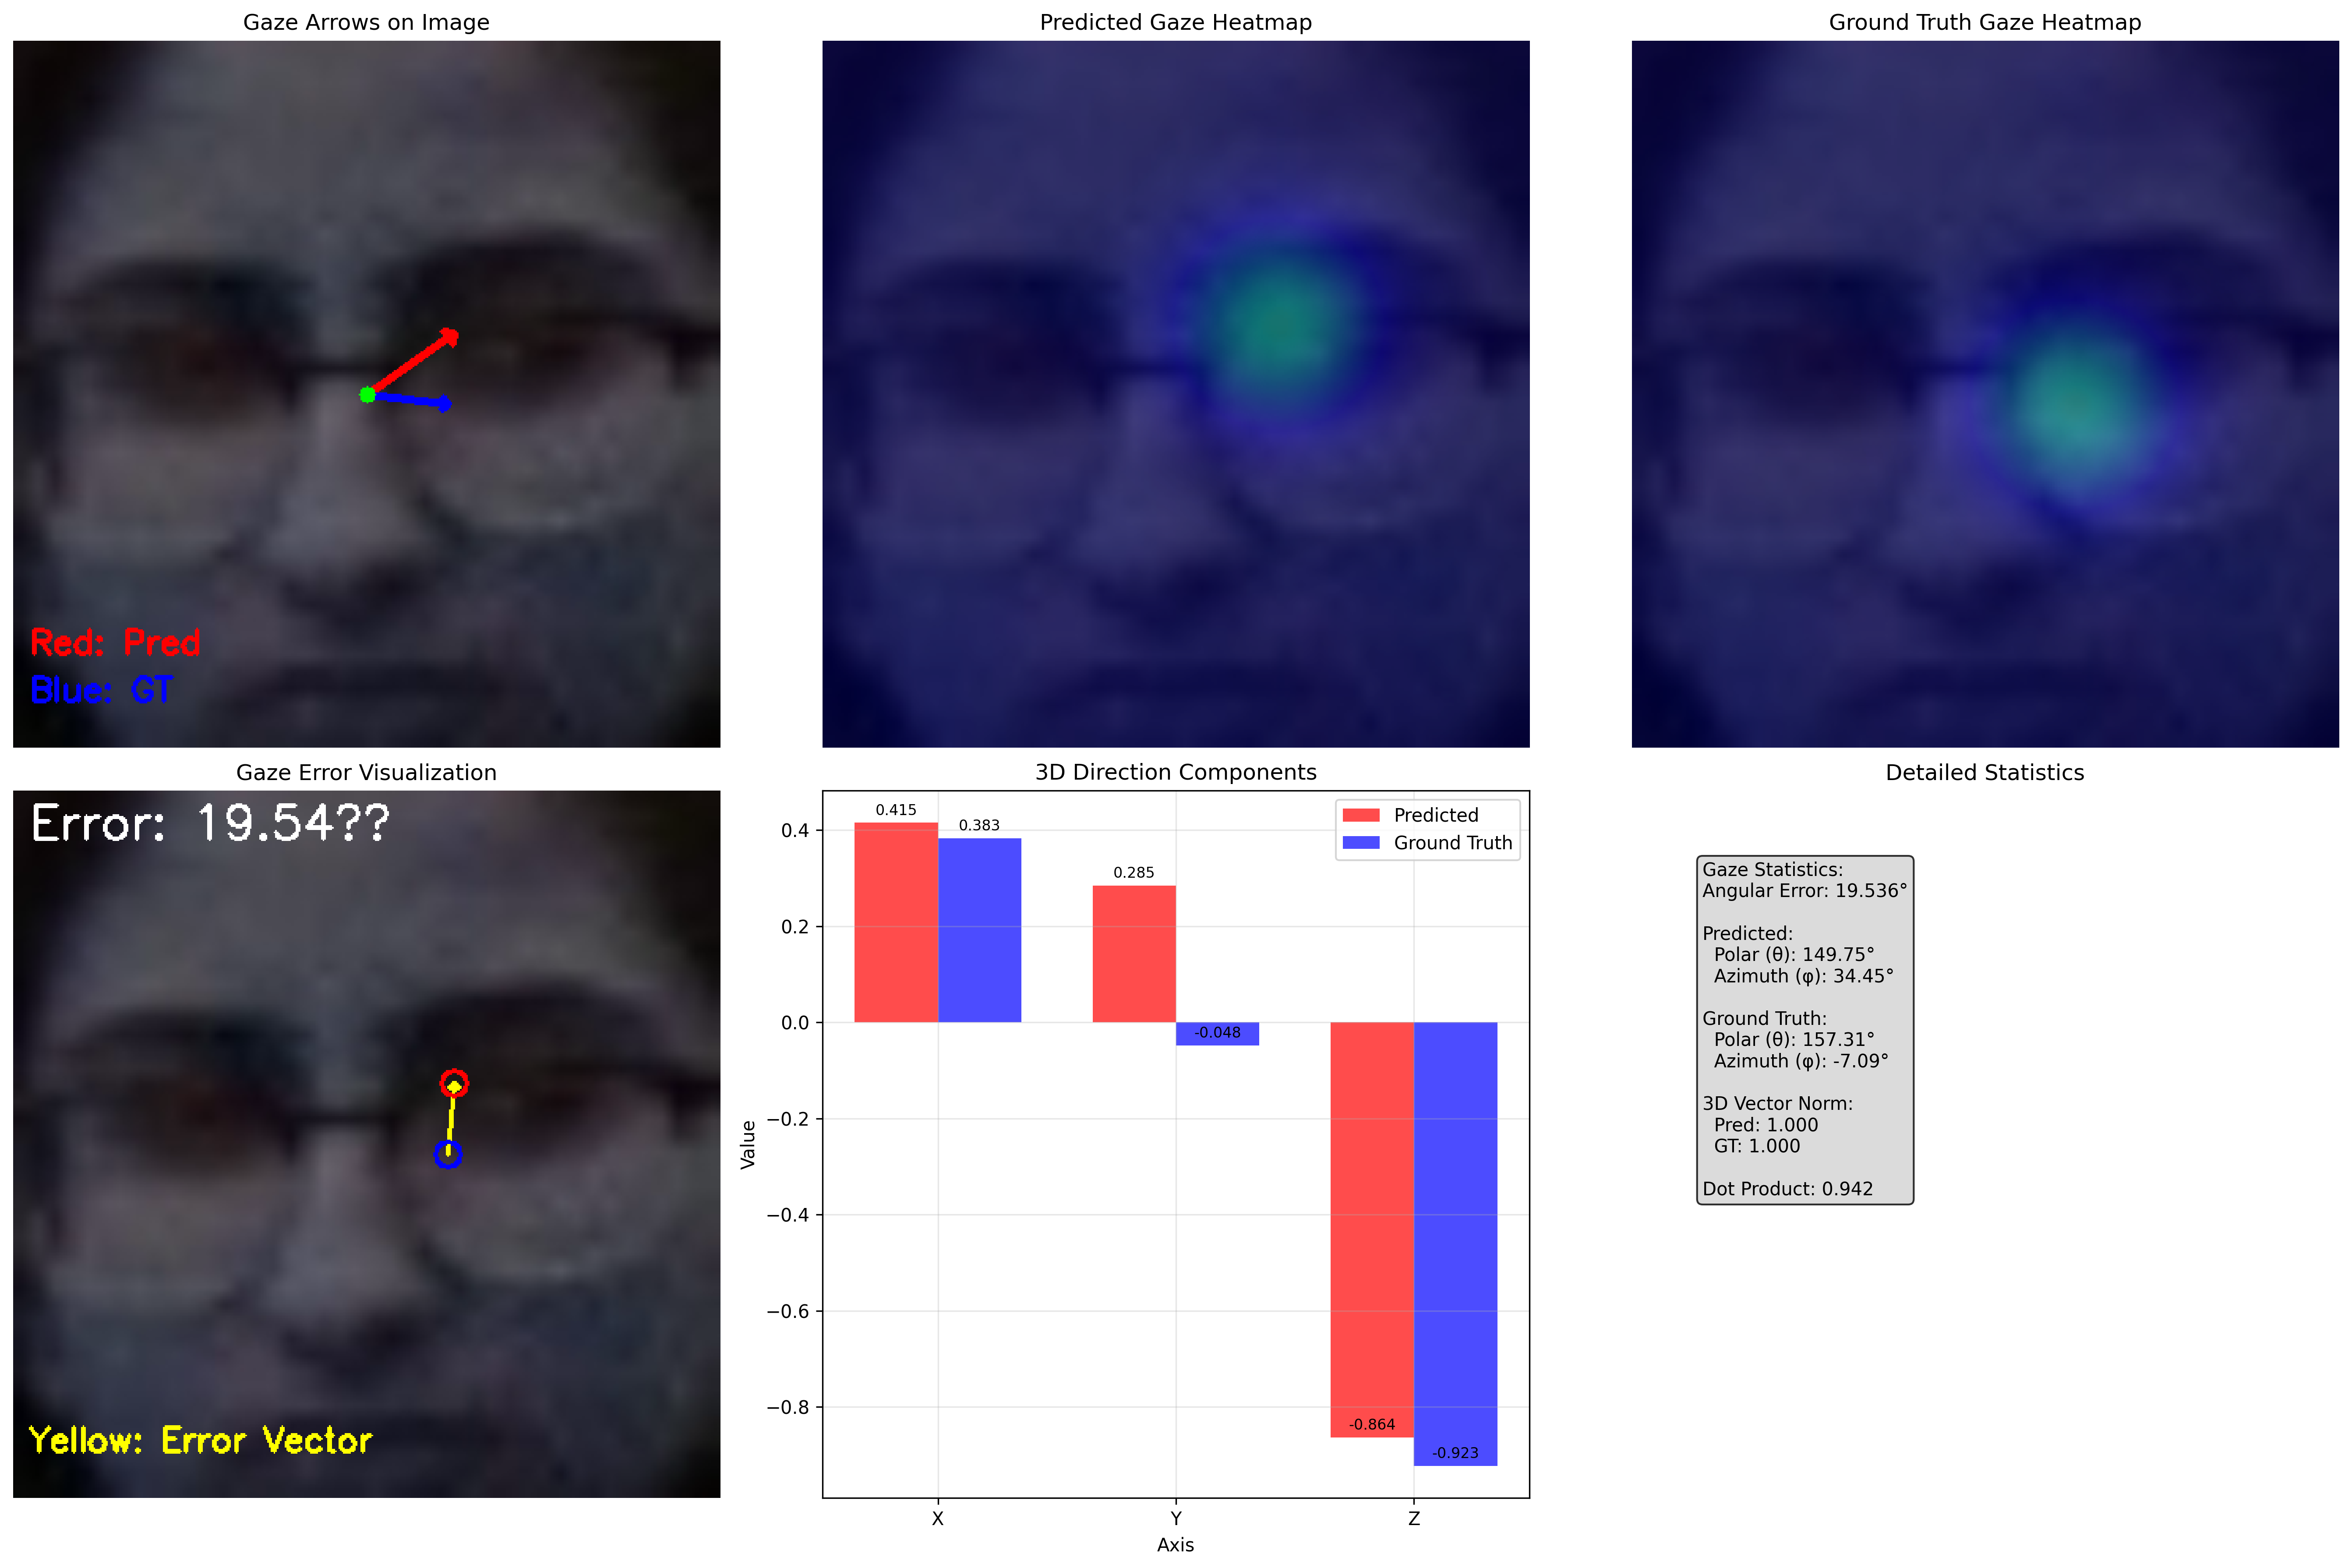 Gaze Arrows on Image
Red: Pred
Blue: GT
Predicted Gaze Heatmap
Ground Truth Gaze Heatmap
Gaze Error Visualization
Error: 19.54??
Yellow: Error Vector
3D Direction Components
Predicted
Ground Truth
0.415
0.383
0.285
-0.048
-0.864
-0.923
0.4
0.2
0.0
−0.2
−0.4
−0.6
−0.8
Value
X Y Z
Axis
Detailed Statistics
Gaze Statistics:
Angular Error: 19.536°
Predicted:
Polar (θ): 149.75°
Azimuth (φ): 34.45°
Ground Truth:
Polar (θ): 157.31°
Azimuth (φ): -7.09°
3D Vector Norm:
Pred: 1.000
GT: 1.000
Dot Product: 0.942